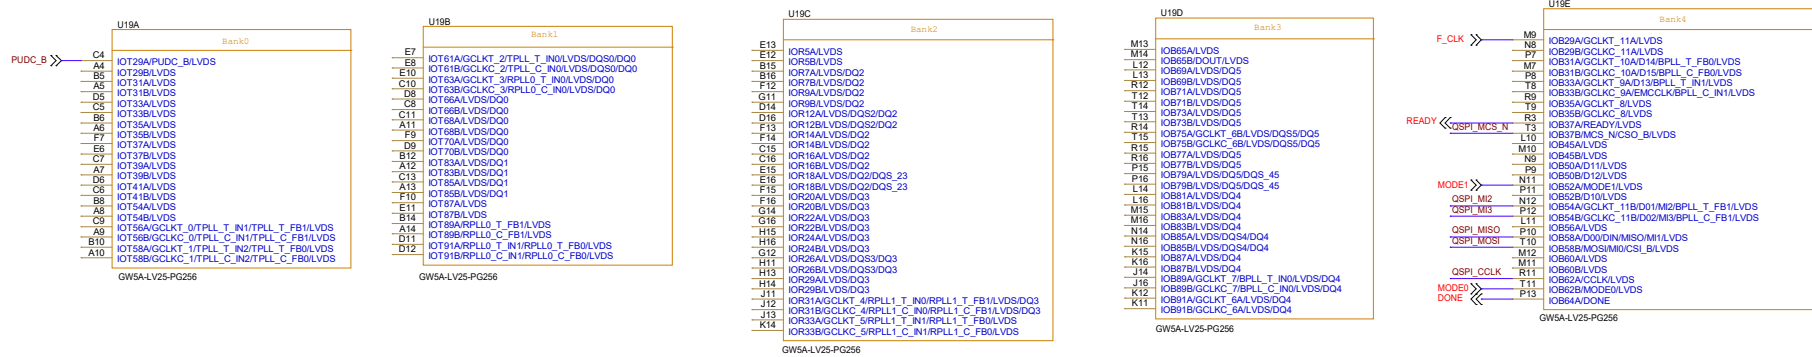 U19A
Bank0
PUDC_B
C4 IOT29A/PUDC_B/LVDS
A4 IOT29B/LVDS
B5 IOT31A/LVDS
A5 IOT31B/LVDS
D5 IOT33A/LVDS
C5 IOT33B/LVDS
B6 IOT35A/LVDS
A6 IOT35B/LVDS
F7 IOT37A/LVDS
E6 IOT37B/LVDS
C7 IOT39A/LVDS
A7 IOT39B/LVDS
D6 IOT41A/LVDS
C6 IOT41B/LVDS
B8 IOT54A/LVDS
A8 IOT54B/LVDS
C9 IOT56A/GCLKT_0/TPLL_T_IN1/TPLL_T_FB1/LVDS
A9 IOT56B/GCLKC_0/TPLL_C_IN1/TPLL_C_FB1/LVDS
B10 IOT58A/GCLKT_1/TPLL_T_IN2/TPLL_T_FB0/LVDS
A10 IOT58B/GCLKC_1/TPLL_C_IN2/TPLL_C_FB0/LVDS
GW5A-LV25-PG256
U19B
Bank1
E7 IOT61A/GCLKT_2/TPLL_T_IN0/LVDS/DQS0/DQ0
E8 IOT61B/GCLKC_2/TPLL_C_IN0/LVDS/DQS0/DQ0
E10 IOT63A/GCLKT_3/RPLL0_T_IN0/LVDS/DQ0
C10 IOT63B/GCLKC_3/RPLL0_C_IN0/LVDS/DQ0
D8 IOT66A/LVDS/DQ0
C8 IOT66B/LVDS/DQ0
C11 IOT68A/LVDS/DQ0
A11 IOT68B/LVDS/DQ0
F9 IOT70A/LVDS/DQ0
D9 IOT70B/LVDS/DQ0
B12 IOT83A/LVDS/DQ1
A12 IOT83B/LVDS/DQ1
C13 IOT85A/LVDS/DQ1
A13 IOT85B/LVDS/DQ1
F10 IOT87A/LVDS
E11 IOT87B/LVDS
B14 IOT89A/RPLL0_T_FB1/LVDS
A14 IOT89B/RPLL0_C_FB1/LVDS
D11 IOT91A/RPLL0_T_IN1/RPLL0_T_FB0/LVDS
D12 IOT91B/RPLL0_C_IN1/RPLL0_C_FB0/LVDS
GW5A-LV25-PG256
U19C
Bank2
E13 IOR5A/LVDS
E12 IOR5B/LVDS
B15 IOR7A/LVDS/DQ2
B16 IOR7B/LVDS/DQ2
F12 IOR9A/LVDS/DQ2
G11 IOR9B/LVDS/DQ2
D14 IOR12A/LVDS/DQS2/DQ2
D16 IOR12B/LVDS/DQS2/DQ2
F13 IOR14A/LVDS/DQ2
F14 IOR14B/LVDS/DQ2
C15 IOR16A/LVDS/DQ2
C16 IOR16B/LVDS/DQ2
E15 IOR18A/LVDS/DQ2/DQS_23
E16 IOR18B/LVDS/DQ2/DQS_23
F15 IOR20A/LVDS/DQ3
F16 IOR20B/LVDS/DQ3
G14 IOR22A/LVDS/DQ3
G16 IOR22B/LVDS/DQ3
H15 IOR24A/LVDS/DQ3
H16 IOR24B/LVDS/DQ3
G12 IOR26A/LVDS/DQS3/DQ3
H11 IOR26B/LVDS/DQS3/DQ3
H13 IOR29A/LVDS/DQ3
H14 IOR29B/LVDS/DQ3
J11 IOR31A/GCLKT_4/RPLL1_T_IN0/RPLL1_T_FB1/LVDS/DQ3
J12 IOR31B/GCLKC_4/RPLL1_C_IN0/RPLL1_C_FB1/LVDS/DQ3
J13 IOR33A/GCLKT_5/RPLL1_T_IN1/RPLL1_T_FB0/LVDS
K14 IOR33B/GCLKC_5/RPLL1_C_IN1/RPLL1_C_FB0/LVDS
GW5A-LV25-PG256
U19D
Bank3
M13 IOB65A/LVDS
M14 IOB65B/DOUT/LVDS
L12 IOB69A/LVDS/DQ5
L13 IOB69B/LVDS/DQ5
R12 IOB71A/LVDS/DQ5
T12 IOB71B/LVDS/DQ5
T14 IOB73A/LVDS/DQ5
T13 IOB73B/LVDS/DQ5
R14 IOB75A/GCLKT_6B/LVDS/DQS5/DQ5
T15 IOB75B/GCLKC_6B/LVDS/DQS5/DQ5
R15 IOB77A/LVDS/DQ5
R16 IOB77B/LVDS/DQ5
P15 IOB79A/LVDS/DQ5/DQS_45
P16 IOB79B/LVDS/DQ5/DQS_45
L14 IOB81A/LVDS/DQ4
L16 IOB81B/LVDS/DQ4
M15 IOB83A/LVDS/DQ4
M16 IOB83B/LVDS/DQ4
N14 IOB85A/LVDS/DQS4/DQ4
N16 IOB85B/LVDS/DQS4/DQ4
K15 IOB87A/LVDS/DQ4
K16 IOB87B/LVDS/DQ4
J14 IOB89A/GCLKT_7/BPLL_T_IN0/LVDS/DQ4
J16 IOB89B/GCLKC_7/BPLL_C_IN0/LVDS/DQ4
K12 IOB91A/GCLKT_6A/LVDS/DQ4
K11 IOB91B/GCLKC_6A/LVDS/DQ4
GW5A-LV25-PG256
U19E
Bank4
F_CLK M9 IOB29A/GCLKT_11A/LVDS
N8 IOB29B/GCLKC_11A/LVDS
P7 IOB31A/GCLKT_10A/D14/BPLL_T_FB0/LVDS
M7 IOB31B/GCLKC_10A/D15/BPLL_C_FB0/LVDS
P8 IOB33A/GCLKT_9A/D13/BPLL_T_IN1/LVDS
T8 IOB33B/GCLKC_9A/EMCCLK/BPLL_C_IN1/LVDS
R9 IOB35A/GCLKT_8/LVDS
T9 IOB35B/GCLKC_8/LVDS
READY R3 IOB37A/READY/LVDS
QSPI_MCS_N T3 IOB37B/MCS_N/CSO_B/LVDS
L10 IOB45A/LVDS
M10 IOB45B/LVDS
N9 IOB50A/D11/LVDS
P9 IOB50B/D12/LVDS
MODE1 N11 IOB52A/MODE1/LVDS
P11 IOB52B/D10/LVDS
QSPI_MI2 N12 IOB54A/GCLKT_11B/D01/MI2/BPLL_T_FB1/LVDS
QSPI_MI3 P12 IOB54B/GCLKC_11B/D02/MI3/BPLL_C_FB1/LVDS
L11 IOB56A/LVDS
QSPI_MISO P10 IOB58A/D00/DIN/MISO/MI1/LVDS
QSPI_MOSI T10 IOB58B/MOSI/MI0/CSI_B/LVDS
M12 IOB60A/LVDS
M11 IOB60B/LVDS
QSPI_CCLK R11 IOB62A/CCLK/LVDS
MODE0 T11 IOB62B/MODE0/LVDS
DONE P13 IOB64A/DONE
GW5A-LV25-PG256